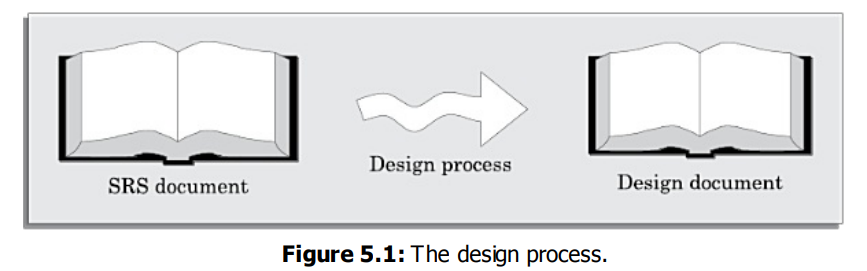 SRS document
Design process
Design document
Figure 5.1: The design process.